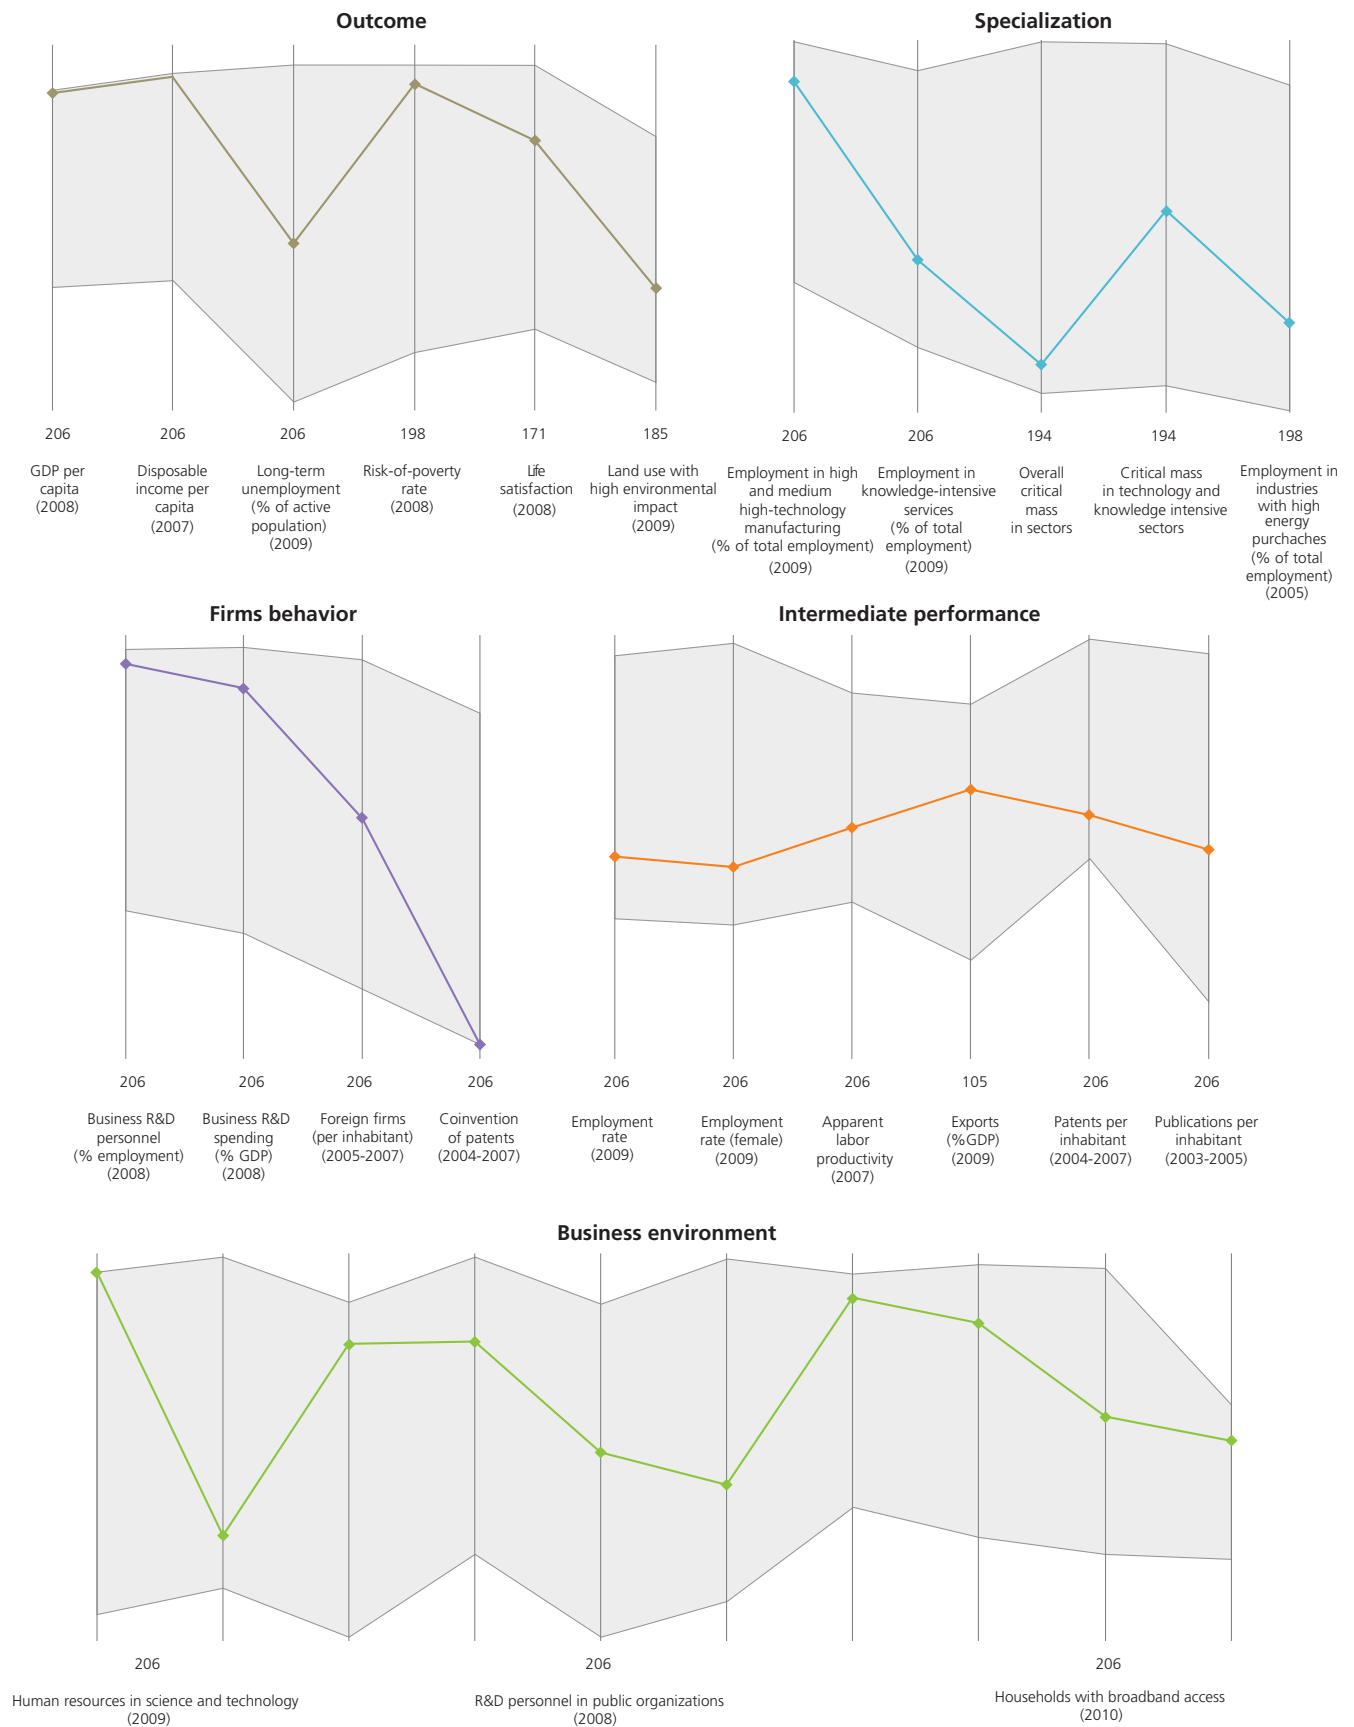 Outcome
206
206
206
198
171
185
GDP per
capita
(2008)
Disposable
income per
capita
(2007)
Long-term
unemployment
(% of active
population)
(2009)
Risk-of-poverty
rate
(2008)
Life
satisfaction
(2008)
Land use with
high environmental
impact
(2009)
Specialization
206
206
194
194
198
Employment in high
and medium
high-technology
manufacturing
(% of total employment)
(2009)
Employment in
knowledge-intensive
services
(% of total
employment)
(2009)
Overall
critical
mass
in sectors
Critical mass
in technology and
knowledge intensive
sectors
Employment in
industries
with high
energy
purchaches
(% of total
employment)
(2005)
Firms behavior
206
206
206
206
Business R&D
personnel
(% employment)
(2008)
Business R&D
spending
(% GDP)
(2008)
Foreign firms
(per inhabitant)
(2005-2007)
Coinvention
of patents
(2004-2007)
Intermediate performance
206
206
206
105
206
206
Employment
rate
(2009)
Employment
rate (female)
(2009)
Apparent
labor
productivity
(2007)
Exports
(%GDP)
(2009)
Patents per
inhabitant
(2004-2007)
Publications per
inhabitant
(2003-2005)
Business environment
206
206
206
Human resources in science and technology
(2009)
R&D personnel in public organizations
(2008)
Households with broadband access
(2010)